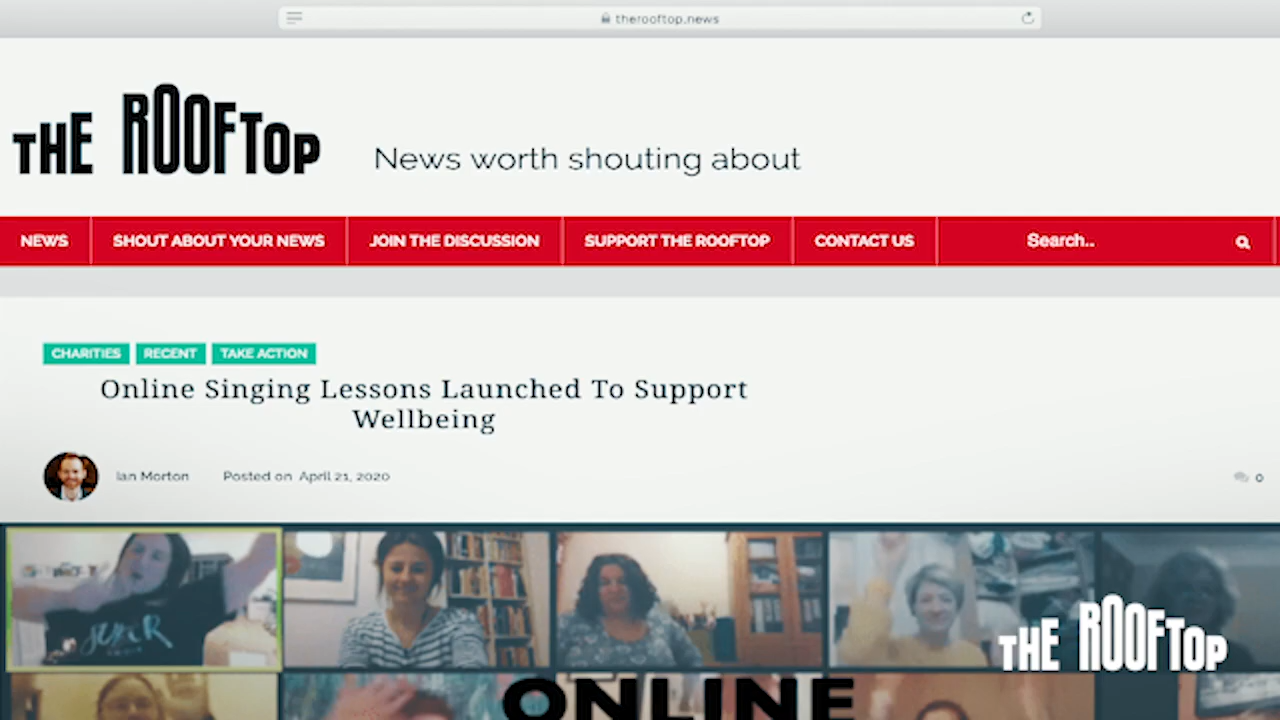 therooftop.news
THE ROOFTOP
News worth shouting about
NEWS
SHOUT ABOUT YOUR NEWS
JOIN THE DISCUSSION
SUPPORT THE ROOFTOP
CONTACT US
Search..
CHARITIES
RECENT
TAKE ACTION
Online Singing Lessons Launched To Support
Wellbeing
Ian Morton
Posted on April 21, 2020
0
SUPER
THE ROOFTOP
ONLINE